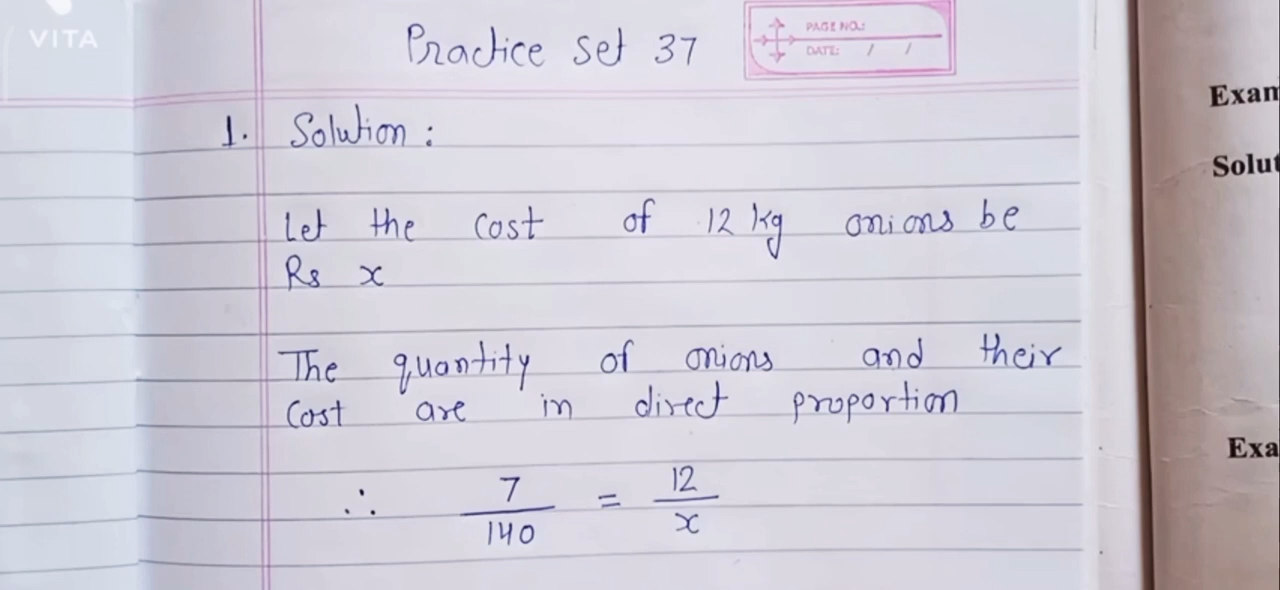 VITA
Practice set 37
PAGE NO.:
DATE: / /
1. Solution :
Let the cost of 12 kg onions be
Rs x
The quantity of onions and their
cost are in direct proportion
∴ 7/140 = 12/x
Exam
Solut
Exa